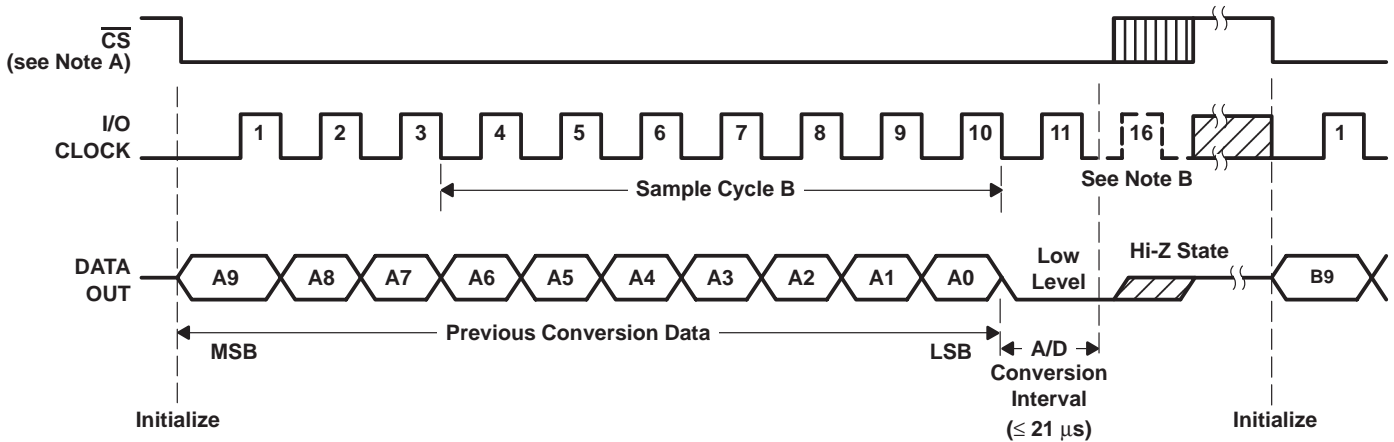 CS
(see Note A)
I/O
CLOCK
1 2 3 4 5 6 7 8 9 10 11 16 1
See Note B
Sample Cycle B
DATA
OUT
A9 A8 A7 A6 A5 A4 A3 A2 A1 A0
Low
Level
Hi-Z State
B9
Previous Conversion Data
MSB
LSB
A/D
Conversion
Interval
(≤ 21 μs)
Initialize
Initialize